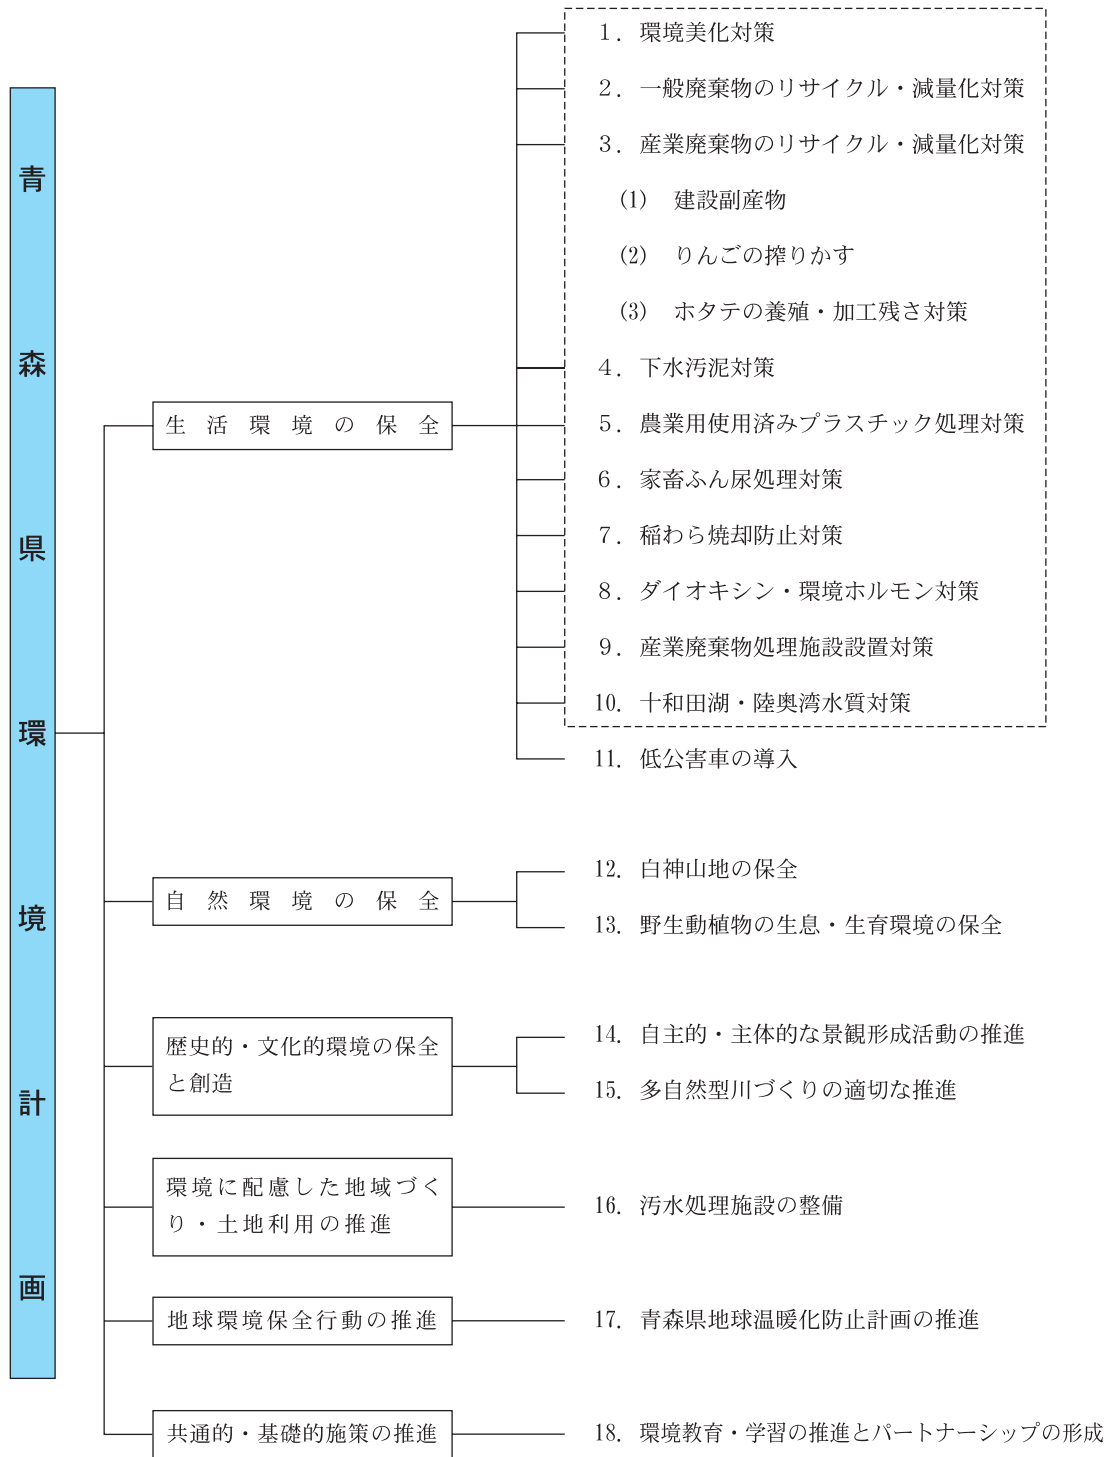 青森県環境計画
生活環境の保全
1．環境美化対策
2．一般廃棄物のリサイクル・減量化対策
3．産業廃棄物のリサイクル・減量化対策
(1)　建設副産物
(2)　りんごの搾りかす
(3)　ホタテの養殖・加工残さ対策
4．下水汚泥対策
5．農業用使用済みプラスチック処理対策
6．家畜ふん尿処理対策
7．稲わら焼却防止対策
8．ダイオキシン・環境ホルモン対策
9．産業廃棄物処理施設設置対策
10．十和田湖・陸奥湾水質対策
11．低公害車の導入
自然環境の保全
12．白神山地の保全
13．野生動植物の生息・生育環境の保全
歴史的・文化的環境の保全
と創造
14．自主的・主体的な景観形成活動の推進
15．多自然型川づくりの適切な推進
環境に配慮した地域づく
り・土地利用の推進
16．汚水処理施設の整備
地球環境保全行動の推進
17．青森県地球温暖化防止計画の推進
共通的・基礎的施策の推進
18．環境教育・学習の推進とパートナーシップの形成